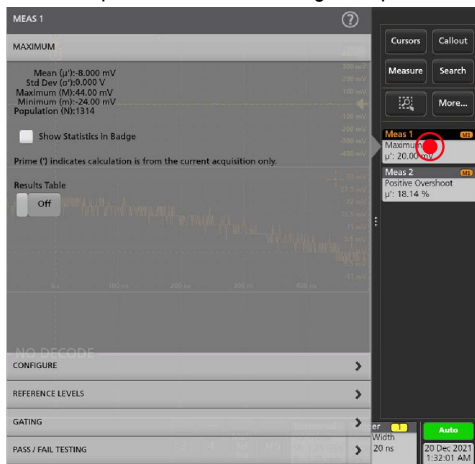 MEAS 1
?
MAXIMUM
Mean (µ'):-8.000 mV
Std Dev (σ'):0.000 V
Maximum (M):44.00 mV
Minimum (m):-24.00 mV
Population (N):1314
Show Statistics in Badge
Prime (') indicates calculation is from the current acquisition only.
Results Table
Off
NO DECODE
CONFIGURE
REFERENCE LEVELS
GATING
PASS / FAIL TESTING
Cursors
Callout
Measure
Search
More...
Meas 1
Maximum
µ': 20.00 mV
Meas 2
Positive Overshoot
µ': 18.14 %
er
1
Width
20 ns
Auto
20 Dec 2021
1:32:01 AM